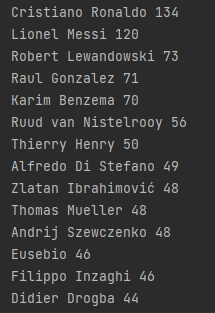 Cristiano Ronaldo 134
Lionel Messi 120
Robert Lewandowski 73
Raul Gonzalez 71
Karim Benzema 70
Ruud van Nistelrooy 56
Thierry Henry 50
Alfredo Di Stefano 49
Zlatan Ibrahimović 48
Thomas Mueller 48
Andrij Szewczenko 48
Eusebio 46
Filippo Inzaghi 46
Didier Drogba 44